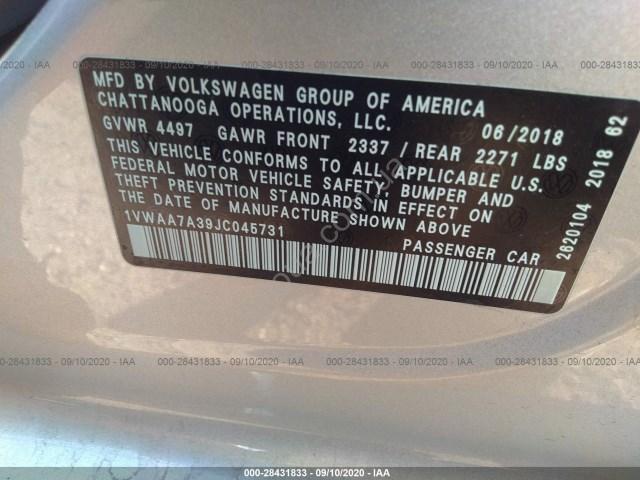 000-28431833 - 09/10/2020 - IAA
MFD BY VOLKSWAGEN GROUP OF AMERICA
CHATTANOOGA OPERATIONS, LLC.
06/2018
GVWR 4497 GAWR FRONT 2337 / REAR 2271 LBS
THIS VEHICLE CONFORMS TO ALL APPLICABLE U.S.
FEDERAL MOTOR VEHICLE SAFETY, BUMPER AND
THEFT PREVENTION STANDARDS IN EFFECT ON
THE DATE OF MANUFACTURE SHOWN ABOVE
1VWAA7A39JC045731
PASSENGER CAR
2620104 2018 62
000-28431833 - 09/10/2020 - IAA
000-28431833 - 09/10/2020 - IAA